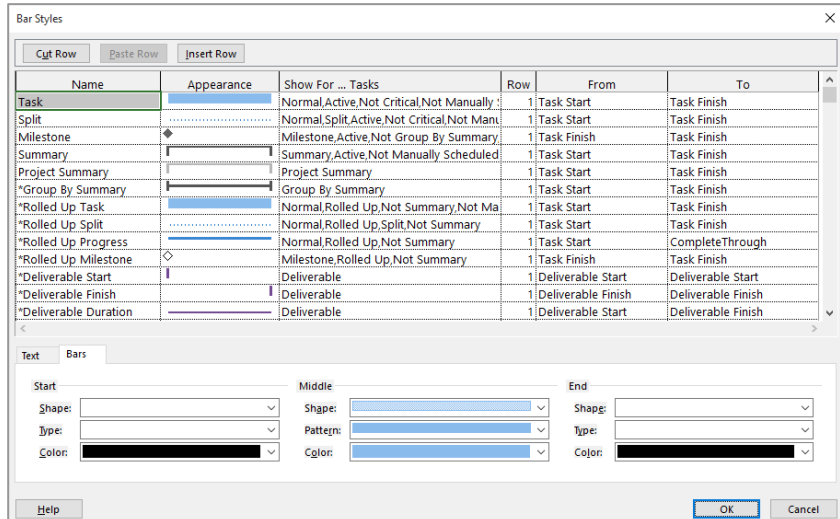 Bar Styles
Cut Row Paste Row Insert Row
Name Appearance Show For ... Tasks Row From To
Task Normal,Active,Not Critical,Not Manually 1 Task Start Task Finish
Split Normal,Split,Active,Not Critical,Not Manu 1 Task Start Task Finish
Milestone Milestone,Active,Not Group By Summary, 1 Task Finish Task Finish
Summary Summary,Active,Not Manually Scheduled 1 Task Start Task Finish
Project Summary Project Summary 1 Task Start Task Finish
*Group By Summary Group By Summary 1 Task Start Task Finish
*Rolled Up Task Normal,Rolled Up,Not Summary,Not Ma 1 Task Start Task Finish
*Rolled Up Split Normal,Rolled Up,Split,Not Summary 1 Task Start Task Finish
*Rolled Up Progress Normal,Rolled Up,Not Summary 1 Task Start CompleteThrough
*Rolled Up Milestone Milestone,Rolled Up,Not Summary 1 Task Finish Task Finish
*Deliverable Start Deliverable 1 Deliverable Start Deliverable Start
*Deliverable Finish Deliverable 1 Deliverable Finish Deliverable Finish
*Deliverable Duration Deliverable 1 Deliverable Start Deliverable Finish
Text Bars
Start Middle End
Shape: Shape: Shape:
Type: Pattern: Type:
Color: Color: Color:
Help OK Cancel